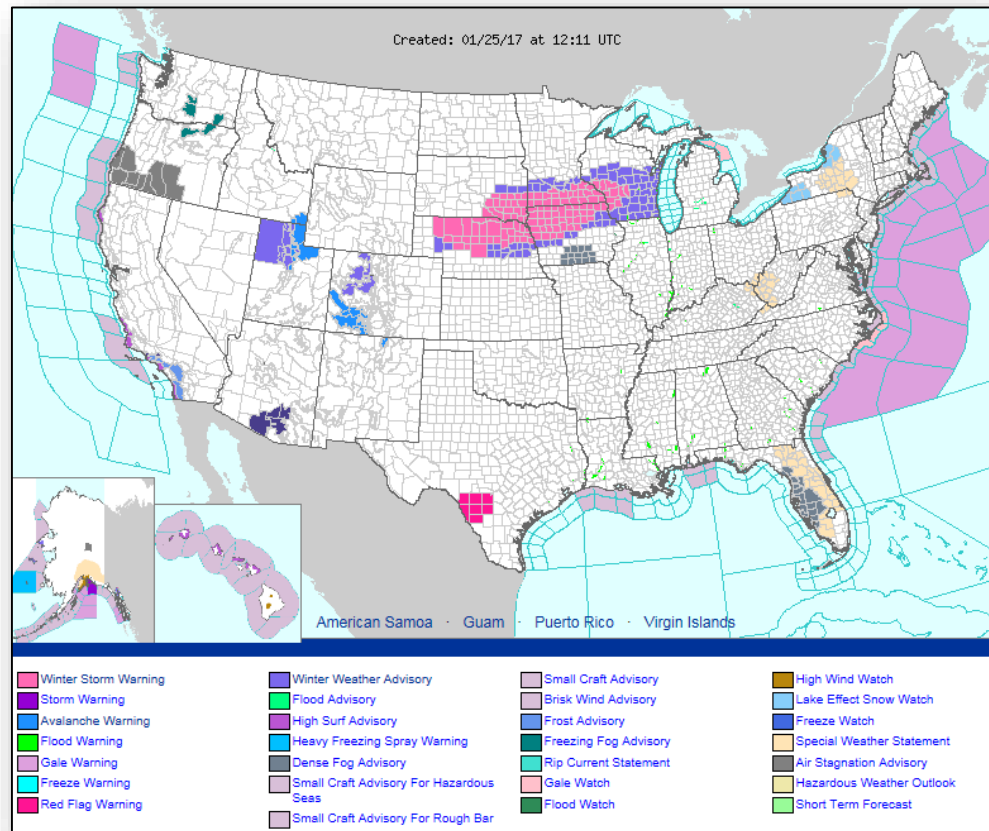 Created: 01/25/17 at 12:11 UTC
American Samoa · Guam · Puerto Rico · Virgin Islands
Winter Storm Warning
Storm Warning
Avalanche Warning
Flood Warning
Gale Warning
Freeze Warning
Red Flag Warning
Winter Weather Advisory
Flood Advisory
High Surf Advisory
Heavy Freezing Spray Warning
Dense Fog Advisory
Small Craft Advisory For Hazardous
Seas
Small Craft Advisory For Rough Bar
Small Craft Advisory
Brisk Wind Advisory
Frost Advisory
Freezing Fog Advisory
Rip Current Statement
Gale Watch
Flood Watch
High Wind Watch
Lake Effect Snow Watch
Freeze Watch
Special Weather Statement
Air Stagnation Advisory
Hazardous Weather Outlook
Short Term Forecast